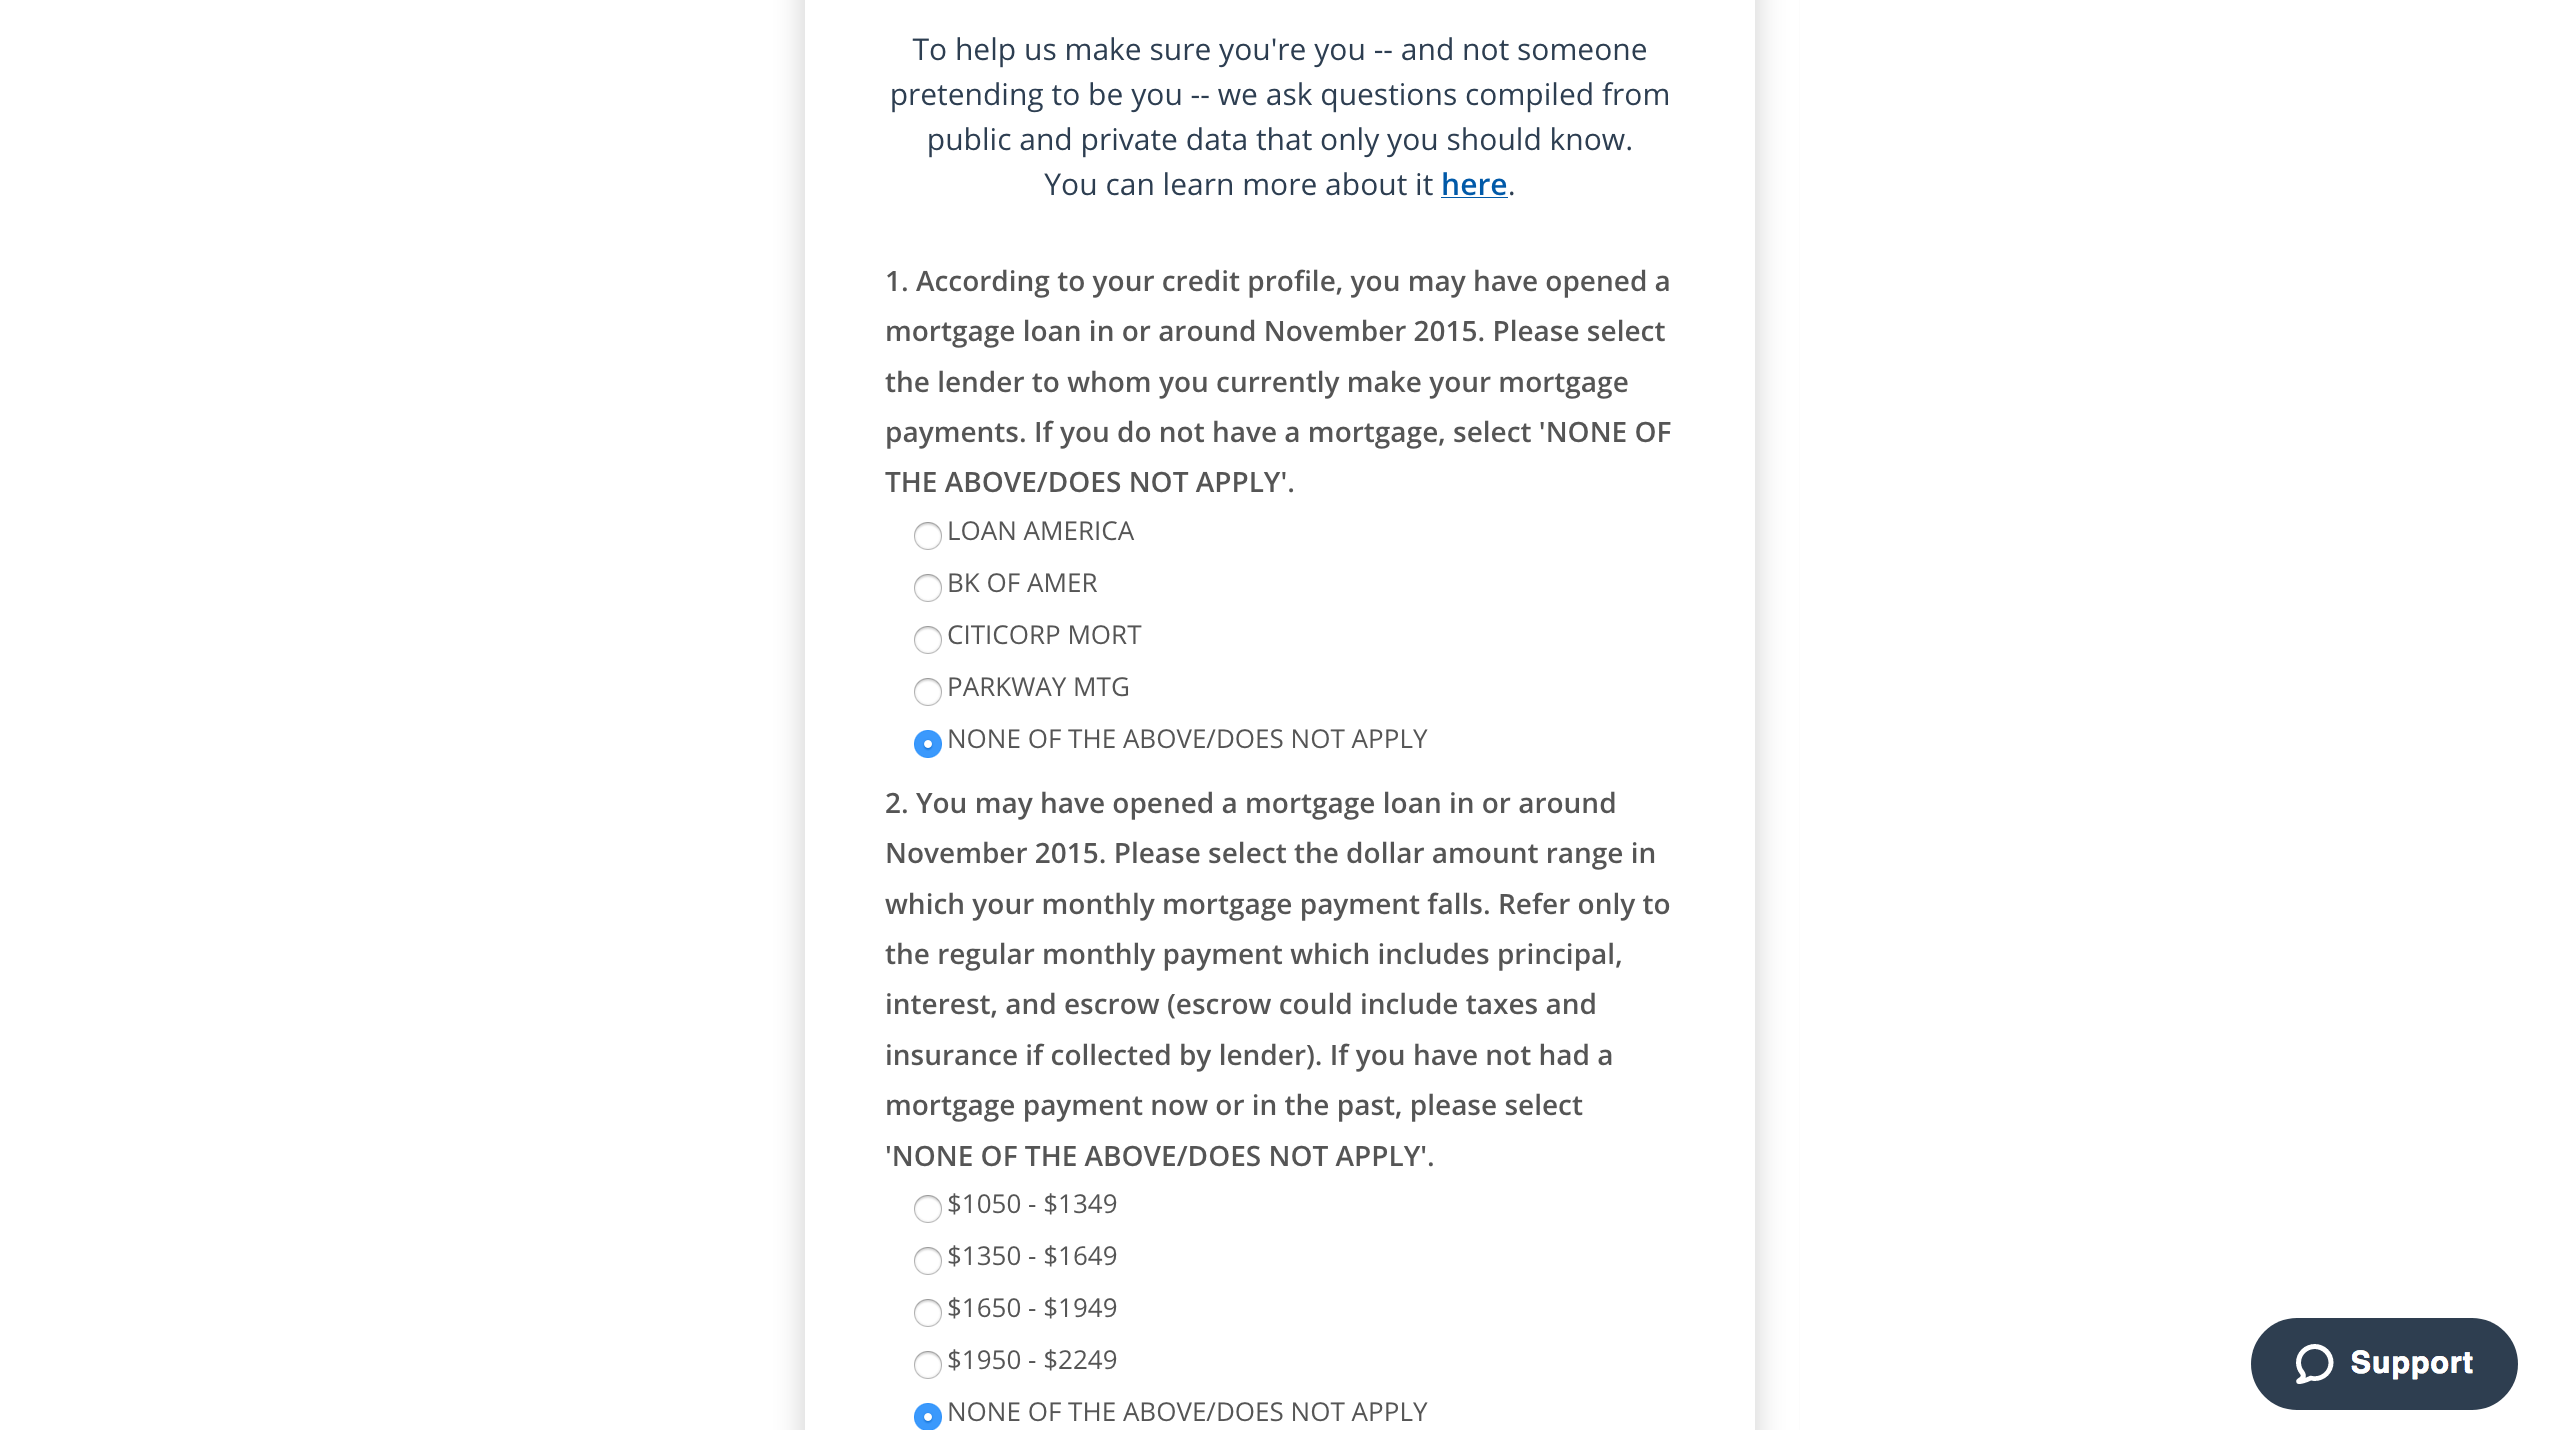 To help us make sure you're you -- and not someone
pretending to be you -- we ask questions compiled from
public and private data that only you should know.
You can learn more about it here.
1. According to your credit profile, you may have opened a
mortgage loan in or around November 2015. Please select
the lender to whom you currently make your mortgage
payments. If you do not have a mortgage, select 'NONE OF
THE ABOVE/DOES NOT APPLY'.
LOAN AMERICA
BK OF AMER
CITICORP MORT
PARKWAY MTG
NONE OF THE ABOVE/DOES NOT APPLY
2. You may have opened a mortgage loan in or around
November 2015. Please select the dollar amount range in
which your monthly mortgage payment falls. Refer only to
the regular monthly payment which includes principal,
interest, and escrow (escrow could include taxes and
insurance if collected by lender). If you have not had a
mortgage payment now or in the past, please select
'NONE OF THE ABOVE/DOES NOT APPLY'.
$1050 - $1349
$1350 - $1649
$1650 - $1949
$1950 - $2249
NONE OF THE ABOVE/DOES NOT APPLY
Support